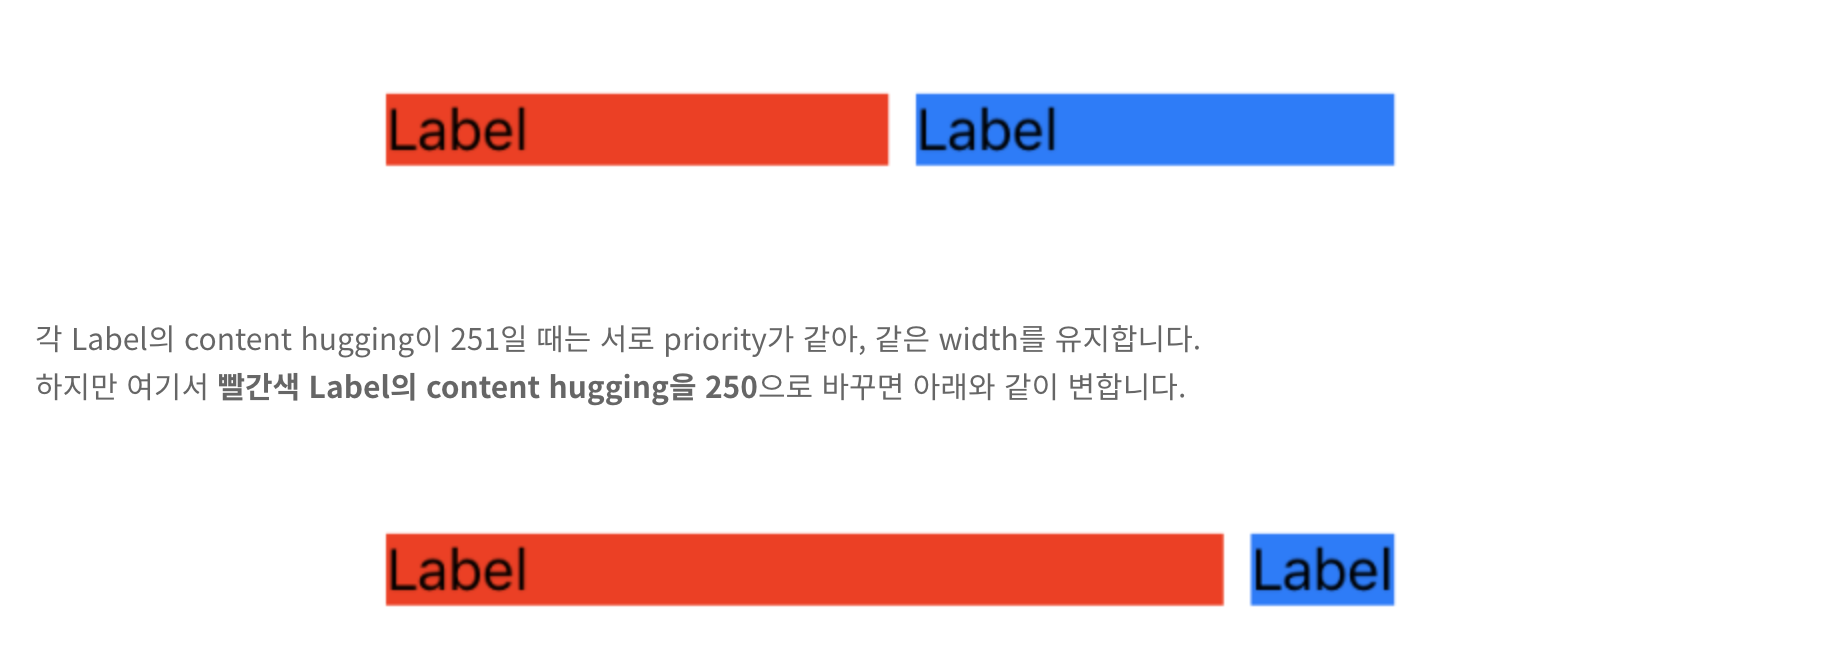 Label Label
각 Label의 content hugging이 251일 때는 서로 priority가 같아, 같은 width를 유지합니다.
하지만 여기서 빨간색 Label의 content hugging을 250으로 바꾸면 아래와 같이 변합니다.
Label Label